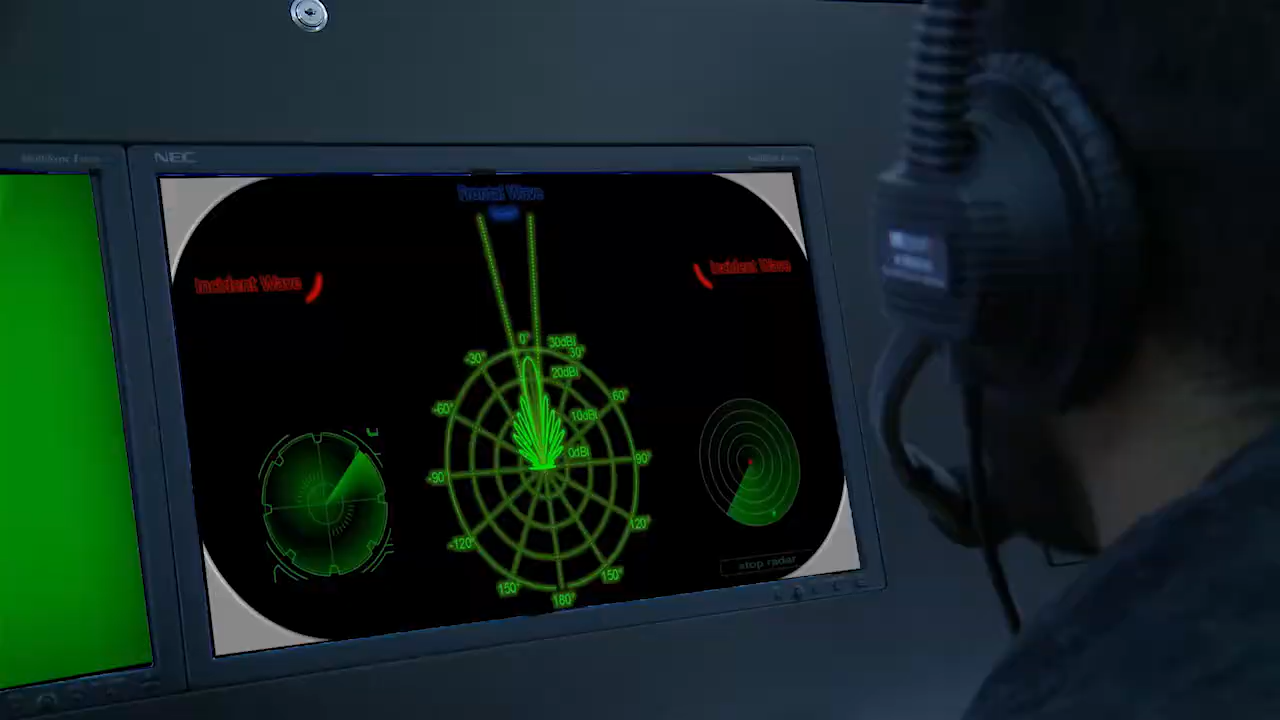 MultiSync
NEC
Frontal Wave
Incident Wave
Incident Wave
0°
30dBi
-30°
30°
20dBi
60°
-60°
10dBi
0dBi
90°
-90°
120°
-120°
150°
150°
180°
stop radar